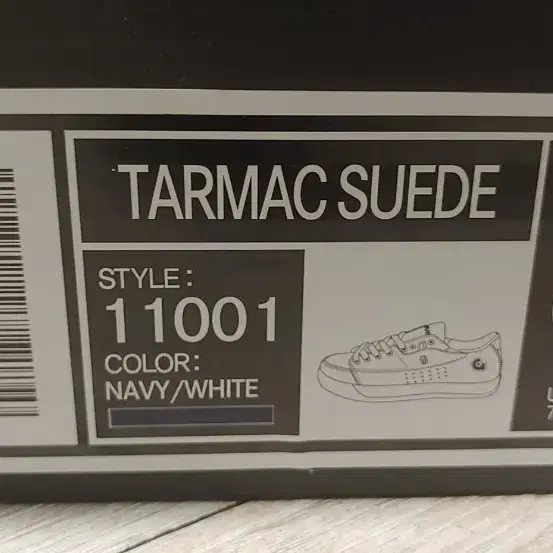 TARMAC SUEDE
STYLE:
11001
COLOR:
NAVY/WHITE